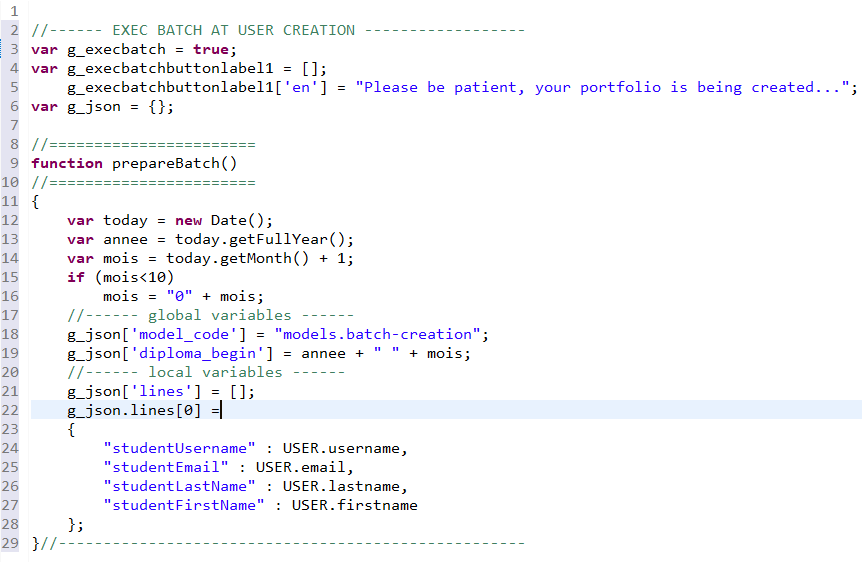 1
2 //------ EXEC BATCH AT USER CREATION ------------------
3 var g_execbatch = true;
4 var g_execbatchbuttonlabel1 = [];
5     g_execbatchbuttonlabel1['en'] = "Please be patient, your portfolio is being created...";
6 var g_json = {};
7
8 //=======================
9 function prepareBatch()
10 //=======================
11 {
12     var today = new Date();
13     var annee = today.getFullYear();
14     var mois = today.getMonth() + 1;
15     if (mois<10)
16         mois = "0" + mois;
17     //------ global variables ------
18     g_json['model_code'] = "models.batch-creation";
19     g_json['diploma_begin'] = annee + " " + mois;
20     //------ local variables ------
21     g_json['lines'] = [];
22     g_json.lines[0] =
23     {
24         "studentUsername" : USER.username,
25         "studentEmail" : USER.email,
26         "studentLastName" : USER.lastname,
27         "studentFirstName" : USER.firstname
28     };
29 }//----------------------------------------------------